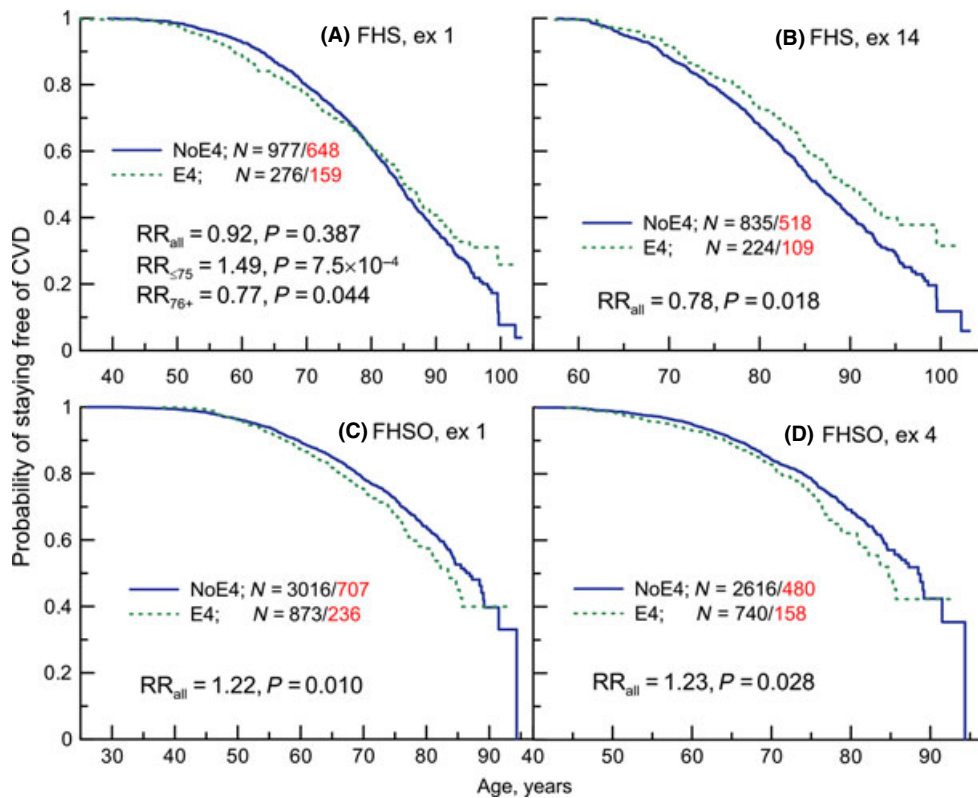 Probability of staying free of CVD
(A) FHS, ex 1
1
0.8
0.6
0.4
0.2
0
NoE4; N = 977/648
E4; N = 276/159
RR_all = 0.92, P = 0.387
RR_≤75 = 1.49, P = 7.5×10⁻⁴
RR_76+ = 0.77, P = 0.044
40 50 60 70 80 90 100
(B) FHS, ex 14
NoE4; N = 835/518
E4; N = 224/109
RR_all = 0.78, P = 0.018
60 70 80 90 100
(C) FHSO, ex 1
1
0.8
0.6
0.4
0.2
0
NoE4; N = 3016/707
E4; N = 873/236
RR_all = 1.22, P = 0.010
30 40 50 60 70 80 90
(D) FHSO, ex 4
NoE4; N = 2616/480
E4; N = 740/158
RR_all = 1.23, P = 0.028
40 50 60 70 80 90
Age, years